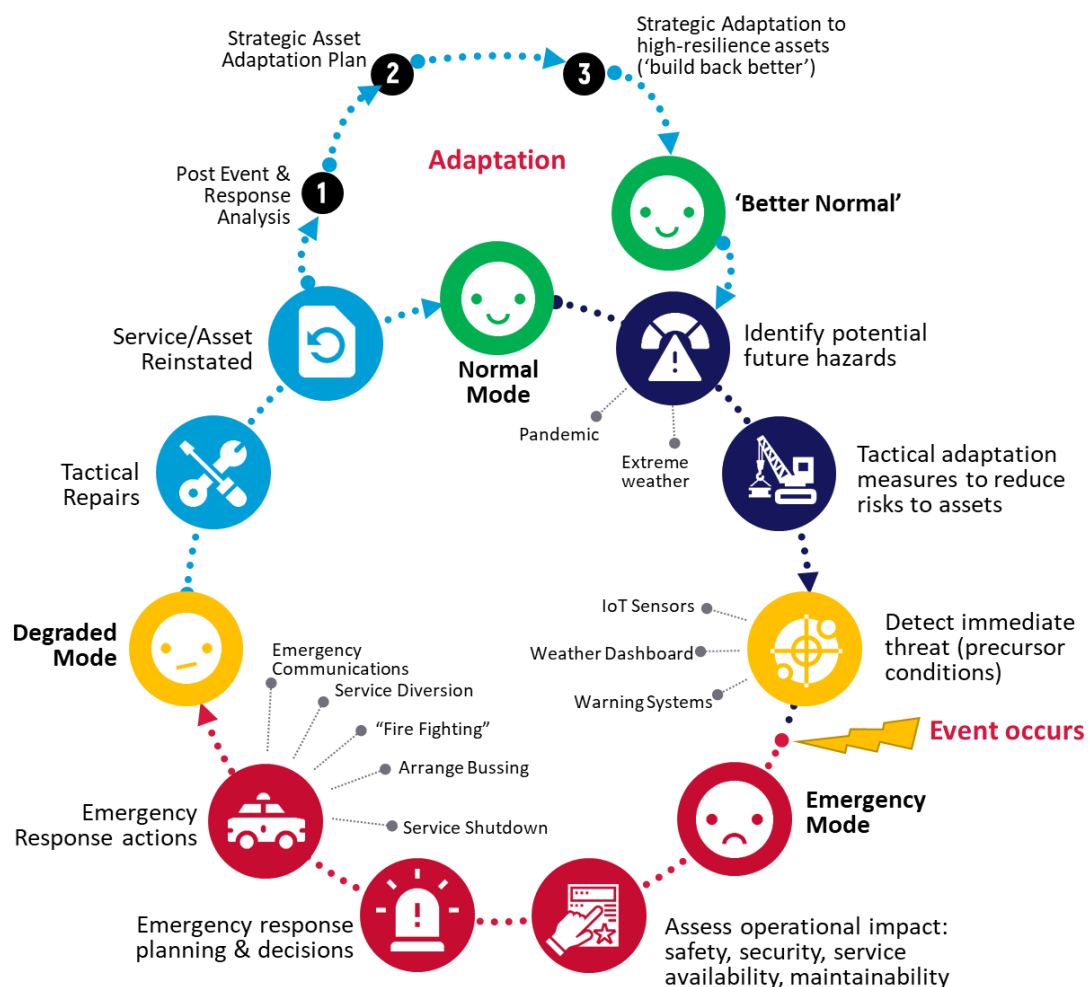 Strategic Asset
Adaptation Plan
2
3
Strategic Adaptation to
high-resilience assets
('build back better')
Adaptation
Post Event &
Response
Analysis
1
'Better Normal'
Service/Asset
Reinstated
Normal
Mode
Identify potential
future hazards
Pandemic
Extreme
weather
Tactical
Repairs
Tactical adaptation
measures to reduce
risks to assets
IoT Sensors
Weather Dashboard
Warning Systems
Detect immediate
threat (precursor
conditions)
Degraded
Mode
Emergency
Communications
Service Diversion
“Fire Fighting”
Arrange Bussing
Service Shutdown
Event occurs
Emergency
Mode
Emergency
Response actions
Emergency response
planning & decisions
Assess operational impact:
safety, security, service
availability, maintainability